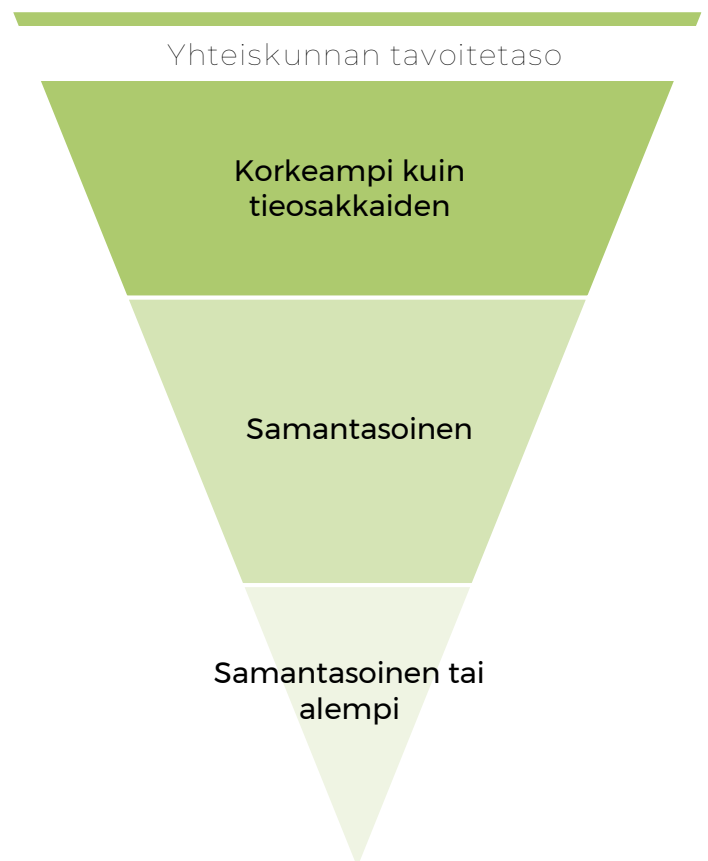 Yhteiskunnan tavoitetaso
Korkeampi kuin
tieosakkaiden
Samantasoinen
Samantasoinen tai
alempi